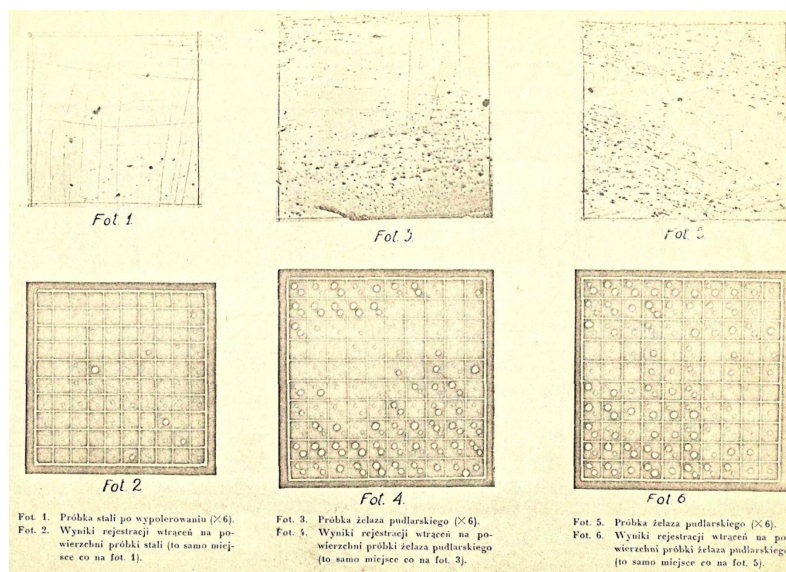 Fot. 1.
Fot. 3.
Fot. 5
Fot. 2
Fot. 4.
Fot 6
Fot. 1. Próbka stali po wypolerowaniu (×6).
Fot. 2. Wyniki rejestracji wtrąceń na po-
wierzchni próbki stali (to samo miej-
sce co na fot. 1).
Fot. 3. Próbka żelaza pudlarskiego (×6).
Fot. 4. Wyniki rejestracji wtrąceń na po-
wierzchni próbki żelaza pudlarskiego
(to samo miejsce co na fot. 3).
Fot. 5. Próbka żelaza pudlarskiego (×6).
Fot. 6. Wyniki rejestracji wtrąceń na po-
wierzchni próbki żelaza pudlarskiego
(to samo miejsce co na fot. 5).